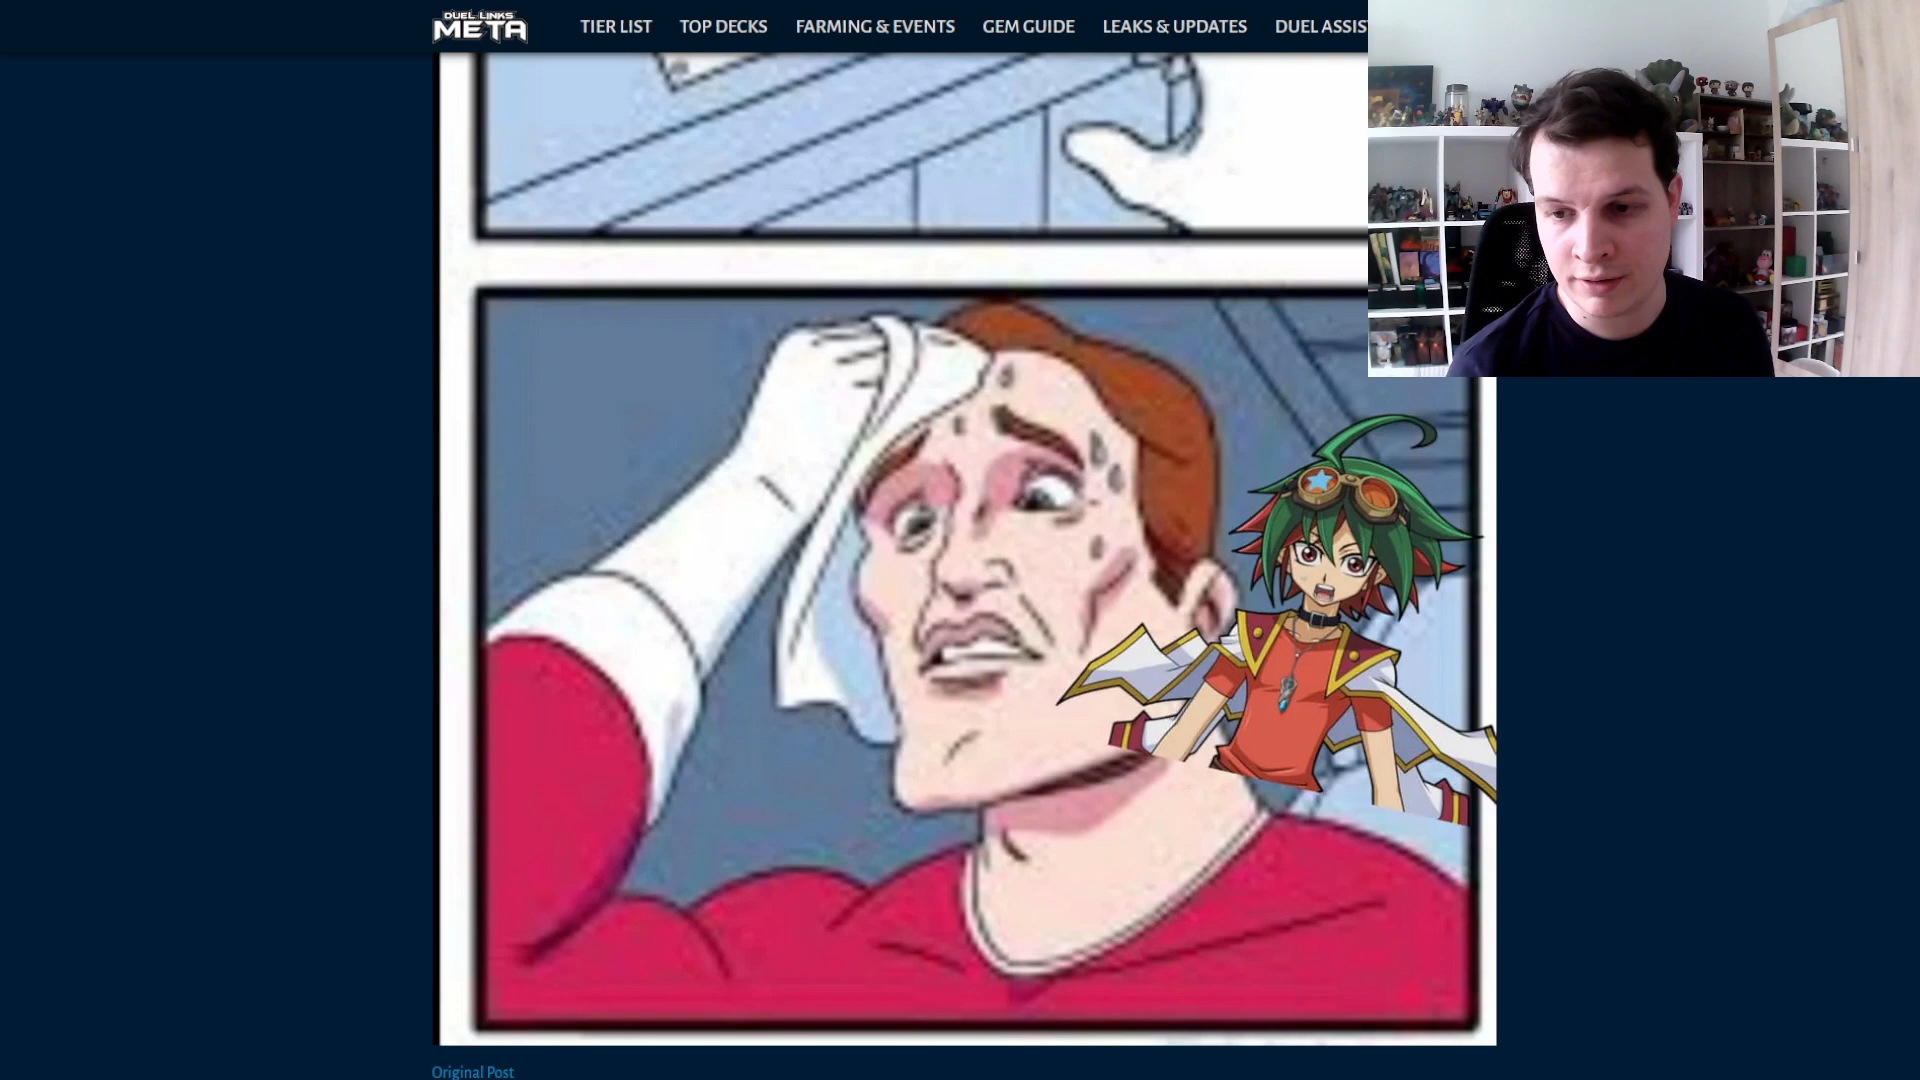 DUEL LINKS
META
TIER LIST TOP DECKS FARMING & EVENTS GEM GUIDE LEAKS & UPDATES DUEL ASSIS
Original Post